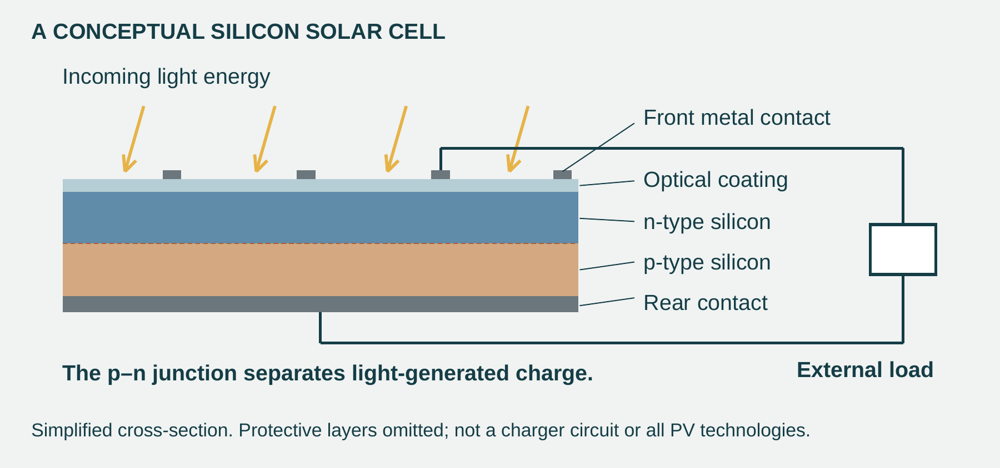 A CONCEPTUAL SILICON SOLAR CELL
Incoming light energy
Front metal contact
Optical coating
n-type silicon
p-type silicon
Rear contact
The p–n junction separates light-generated charge.
External load
Simplified cross-section. Protective layers omitted; not a charger circuit or all PV technologies.